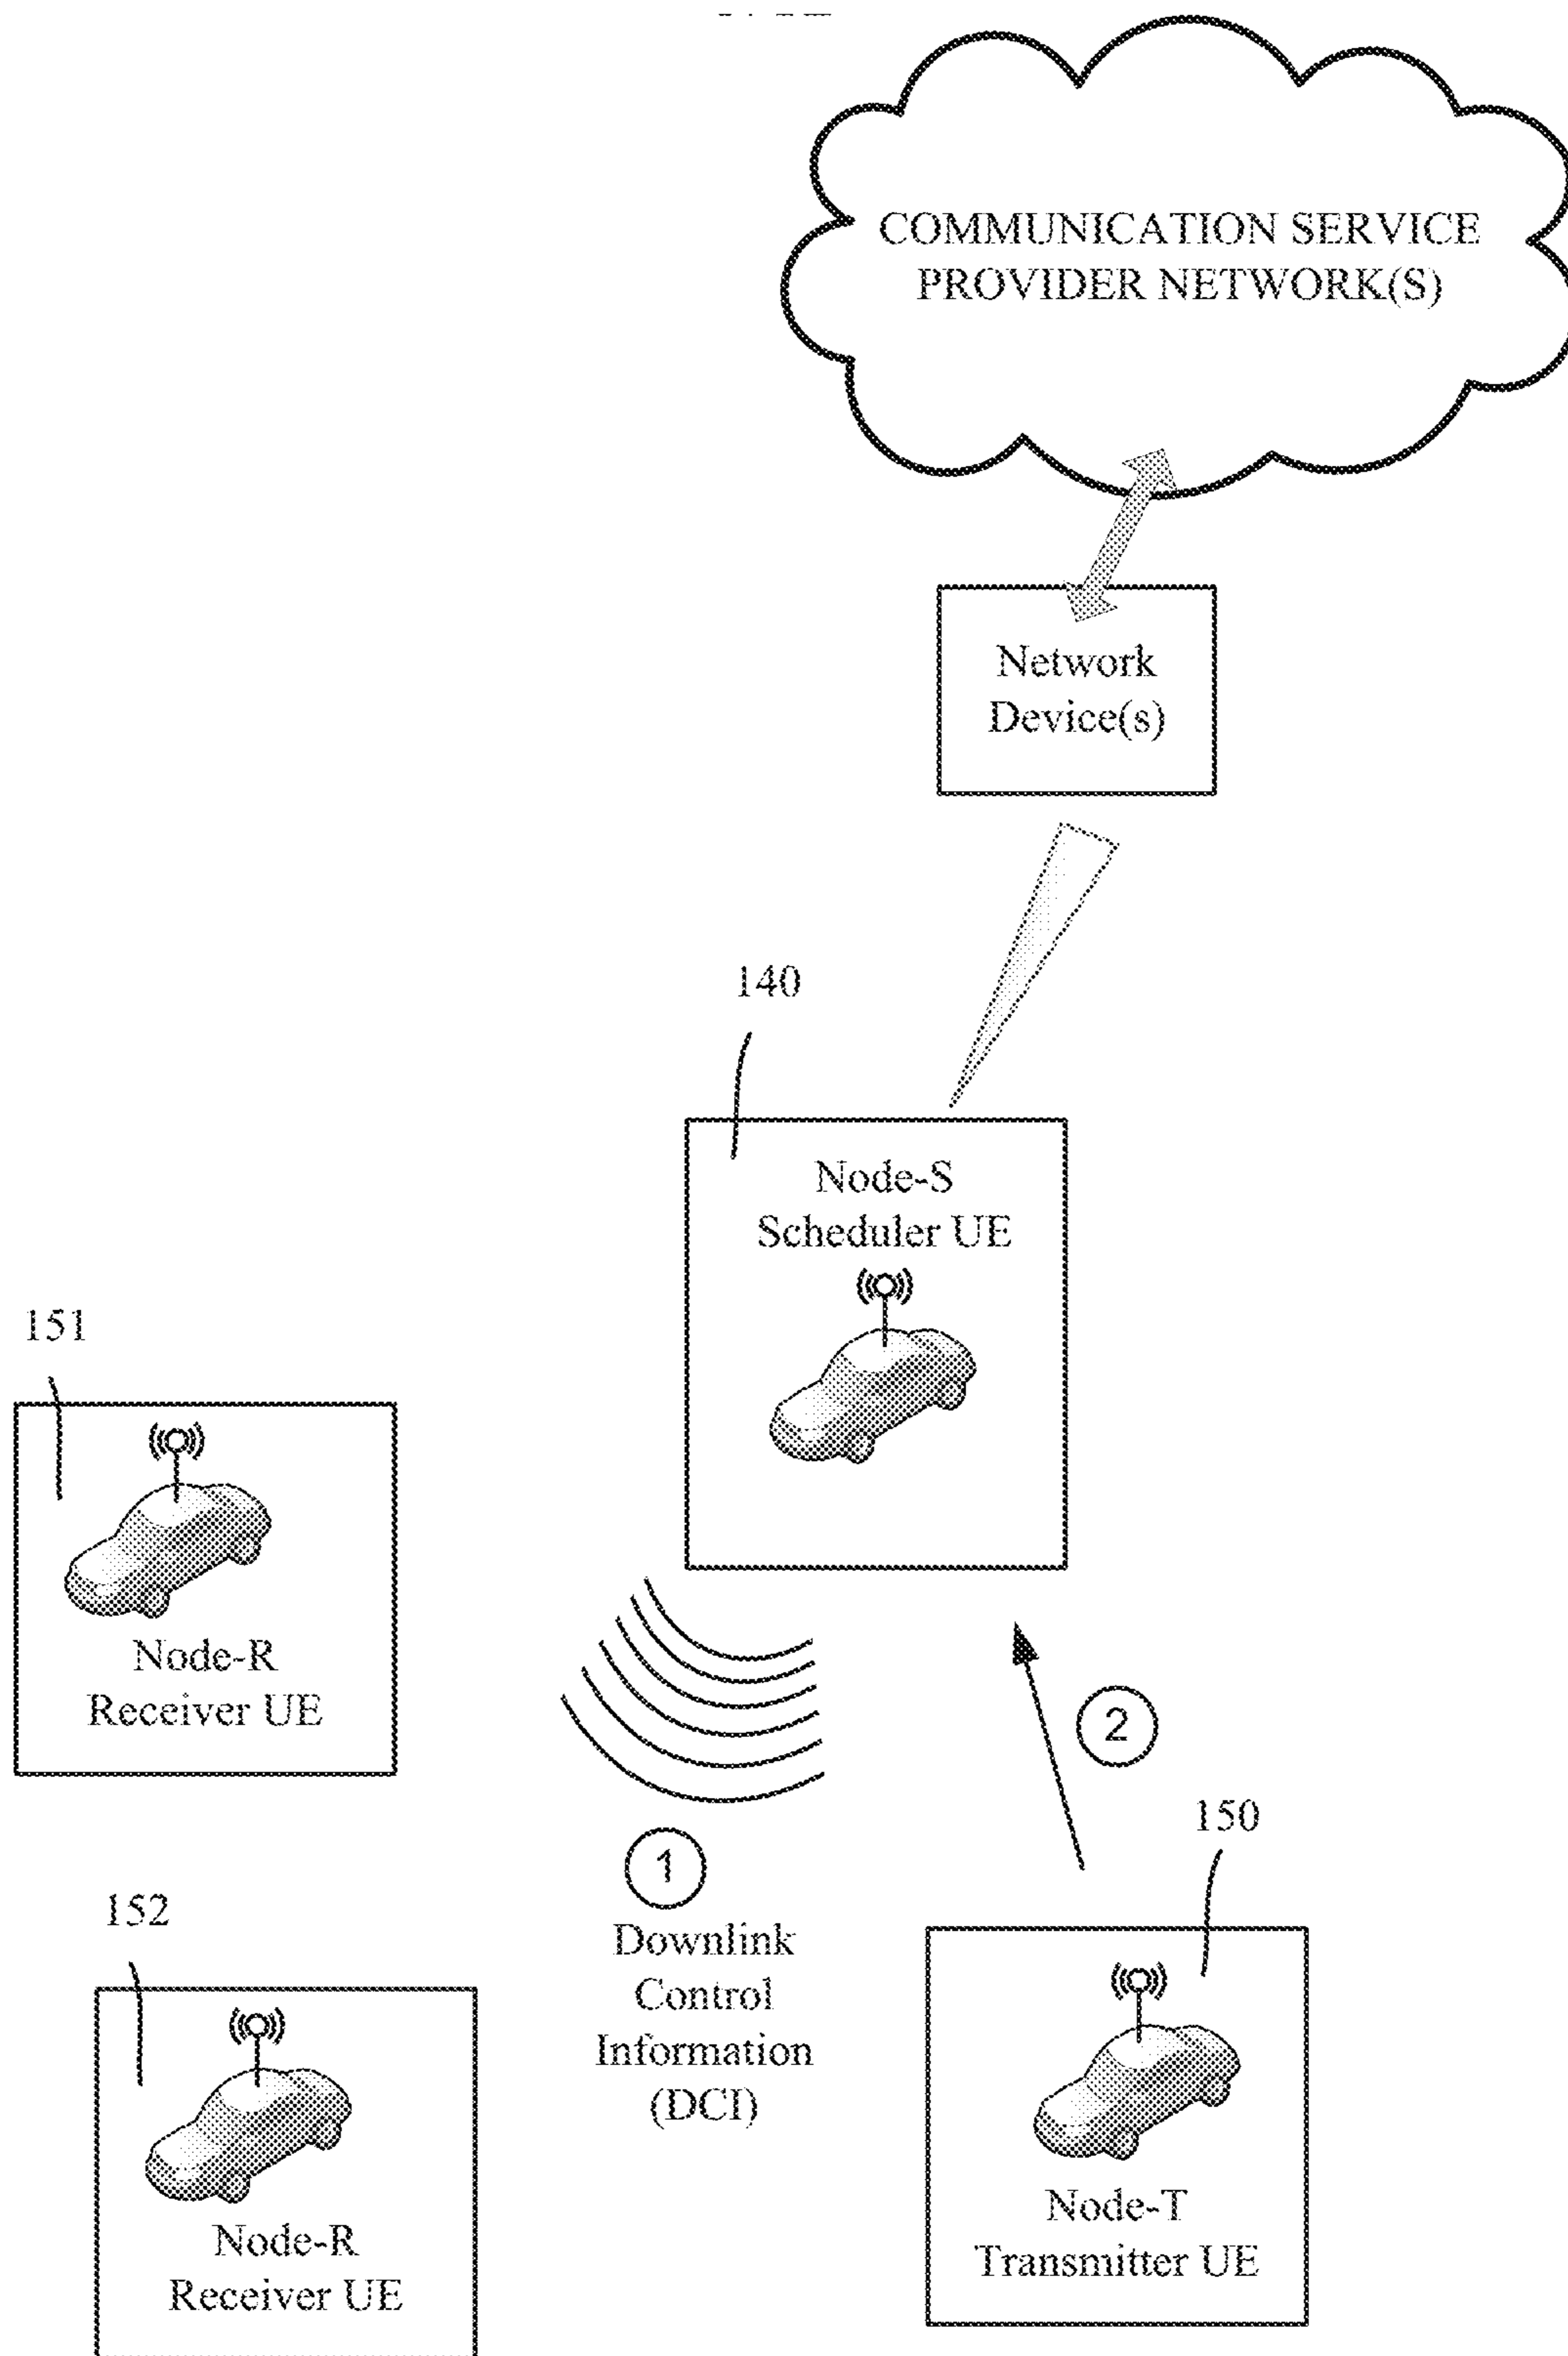 COMMUNICATION SERVICE
PROVIDER NETWORK(S)
Network
Device(s)
140
Node-S
Scheduler UE
151
Node-R
Receiver UE
2
150
1
Downlink
Control
Information
(DCI)
152
Node-R
Receiver UE
Node-T
Transmitter UE